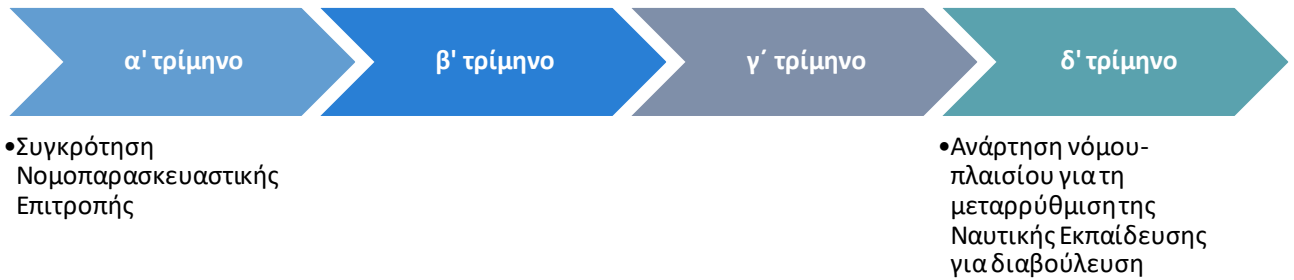 α' τρίμηνο
β' τρίμηνο
γ΄ τρίμηνο
δ' τρίμηνο
•Συγκρότηση
Νομοπαρασκευαστικής
Επιτροπής
•Ανάρτηση νόμου-
πλαισίου για τη
μεταρρύθμιση της
Ναυτικής Εκπαίδευσης
για διαβούλευση